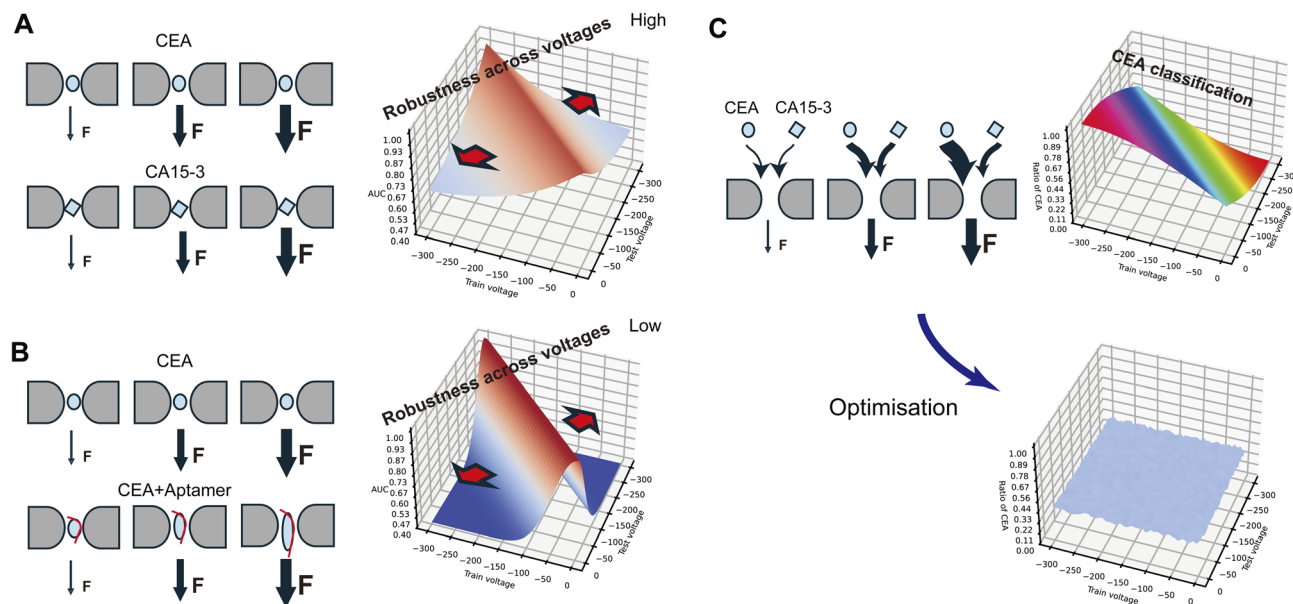 A
CEA
F
F
F
CA15-3
F
F
F
Robustness across voltages
High
AUC
1.00
0.93
0.87
0.80
0.73
0.67
0.60
0.53
0.47
0.40
−300
−250
−200
−150
−100
−50
0
Train voltage
−300
−250
−200
−150
−100
−50
0
Test voltage
B
CEA
F
F
F
CEA+Aptamer
F
F
F
Robustness across voltages
Low
AUC
1.00
0.93
0.87
0.80
0.73
0.67
0.60
0.53
0.47
0.40
−300
−250
−200
−150
−100
−50
0
Train voltage
−300
−250
−200
−150
−100
−50
0
Test voltage
C
CEA CA15-3
F
F
F
CEA classification
Ratio of CEA
1.00
0.89
0.78
0.67
0.56
0.44
0.33
0.22
0.11
0.00
−300
−250
−200
−150
−100
−50
0
Train voltage
−300
−250
−200
−150
−100
−50
0
Test voltage
Optimisation
Ratio of CEA
1.00
0.89
0.78
0.67
0.56
0.44
0.33
0.22
0.11
0.00
−300
−250
−200
−150
−100
−50
0
Train voltage
−300
−250
−200
−150
−100
−50
0
Test voltage